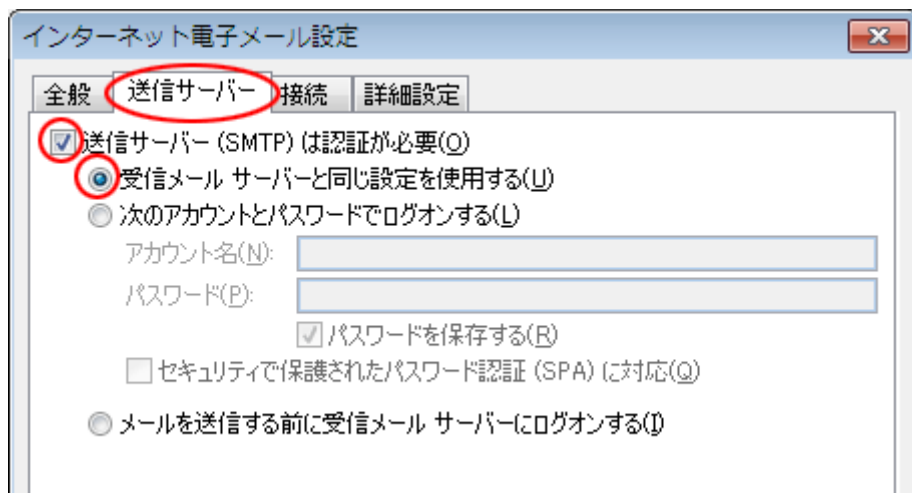 インターネット電子メール設定
全般 送信サーバー 接続 詳細設定
送信サーバー (SMTP) は認証が必要(O)
受信メール サーバーと同じ設定を使用する(U)
次のアカウントとパスワードでログオンする(L)
アカウント名(N):
パスワード(P):
パスワードを保存する(R)
セキュリティで保護されたパスワード認証 (SPA) に対応(Q)
メールを送信する前に受信メール サーバーにログオンする(I)